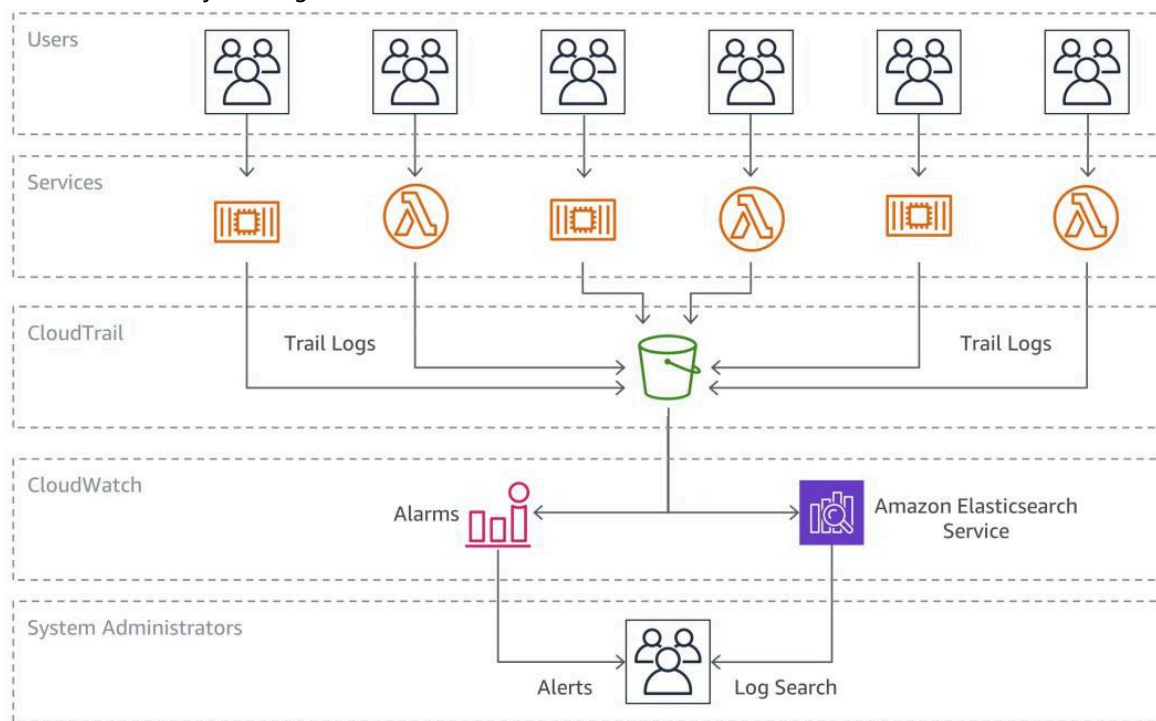 Users
Services
CloudTrail
Trail Logs
Trail Logs
CloudWatch
Alarms
Amazon Elasticsearch
Service
System Administrators
Alerts
Log Search